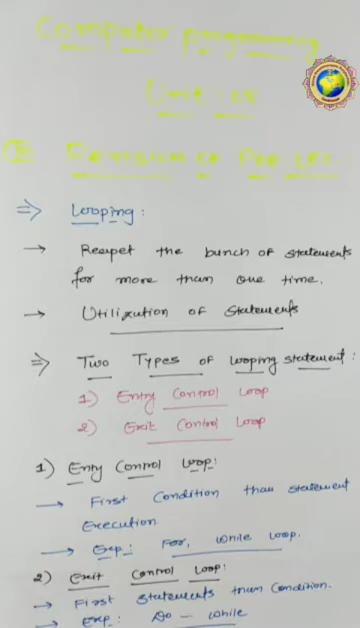 Computer programming
Unit : 05
REVISION OF PRE. LEC.
⇒ Looping :
→ Reapet the bunch of statements
for more than one time.
→ Utilization of statements
⇒ Two Types of looping statement :
1) Entry Control Loop
2) Exit Control Loop
1) Entry Control Loop :
→ First Condition than statement
Execution
→ Exp : For, while loop.
2) Exit Control Loop :
→ First statements than Condition.
→ Exp : Do - while